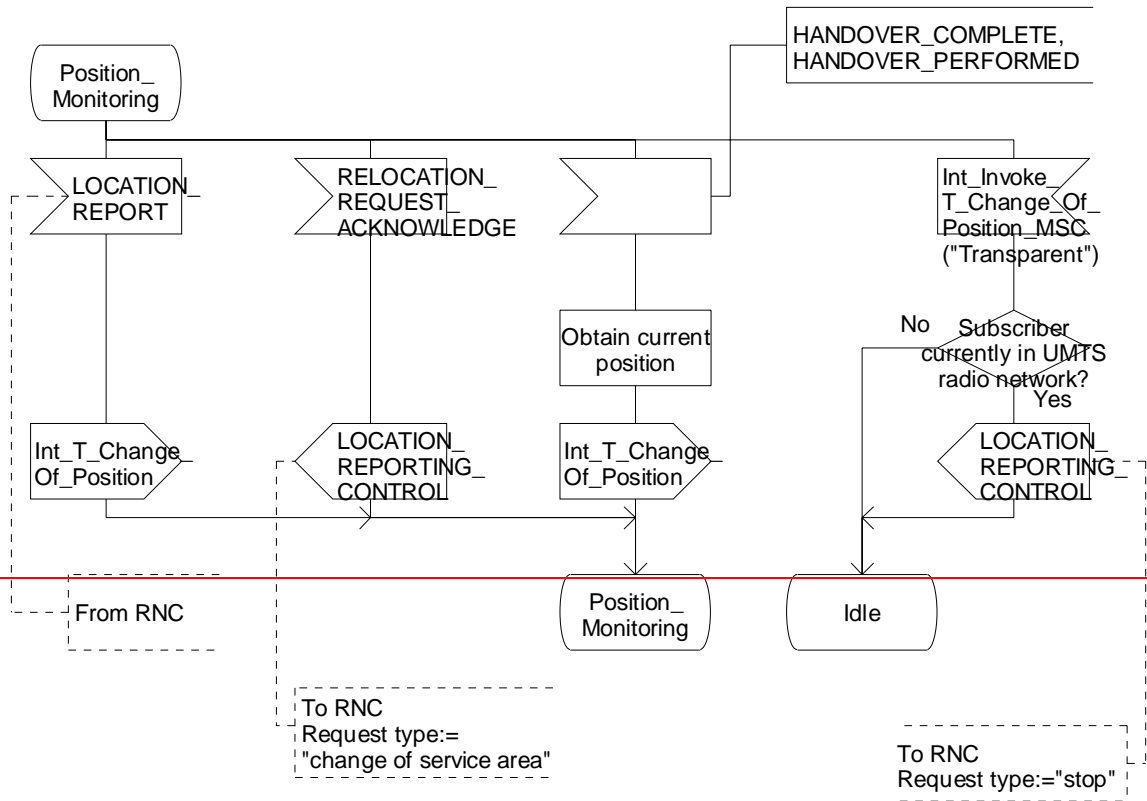 HANDOVER_COMPLETE,
HANDOVER_PERFORMED
Position_
Monitoring
LOCATION_
REPORT
RELOCATION_
REQUEST_
ACKNOWLEDGE
Int_Invoke_
T_Change_Of_
Position_MSC
("Transparent")
Obtain current
position
No
Subscriber
currently in UMTS
radio network?
Yes
Int_T_Change_
Of_Position
LOCATION_
REPORTING_
CONTROL
Int_T_Change_
Of_Position
LOCATION_
REPORTING_
CONTROL
From RNC
Position_
Monitoring
Idle
To RNC
Request type:=
"change of service area"
To RNC
Request type:="stop"